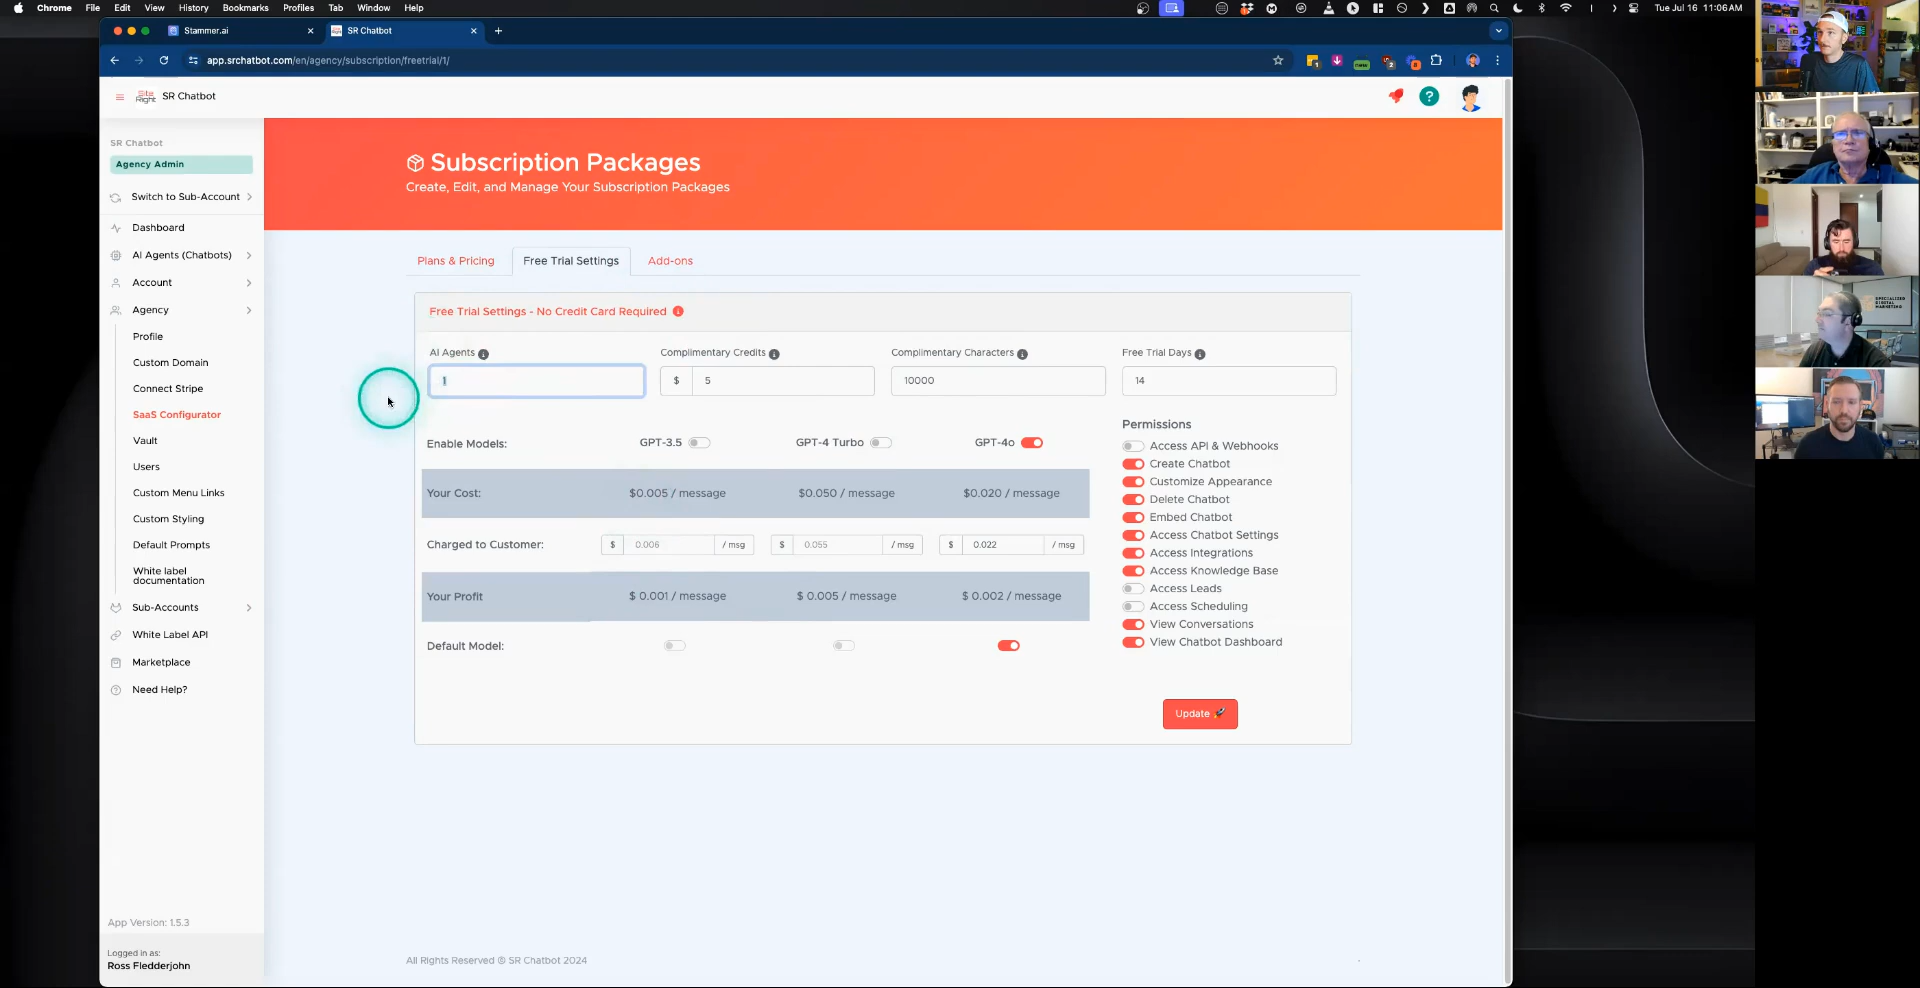 Chrome File Edit View History Bookmarks Profiles Tab Window Help
Tue Jul 16 11:06AM
Stammer.ai
SR Chatbot
app.srchatbot.com/en/agency/subscription/freetrial/1/
new
Site Right SR Chatbot
SR Chatbot
Agency Admin
Switch to Sub-Account
Dashboard
AI Agents (Chatbots)
Account
Agency
Profile
Custom Domain
Connect Stripe
SaaS Configurator
Vault
Users
Custom Menu Links
Custom Styling
Default Prompts
White label
documentation
Sub-Accounts
White Label API
Marketplace
Need Help?
App Version: 1.5.3
Logged in as:
Ross Fledderjohn
Subscription Packages
Create, Edit, and Manage Your Subscription Packages
Plans & Pricing Free Trial Settings Add-ons
Free Trial Settings - No Credit Card Required
AI Agents Complimentary Credits Complimentary Characters Free Trial Days
1 $ 5 10000 14
Enable Models: GPT-3.5 GPT-4 Turbo GPT-4o
Your Cost: $0.005 / message $0.050 / message $0.020 / message
Charged to Customer: $ 0.006 / msg $ 0.055 / msg $ 0.022 / msg
Your Profit $ 0.001 / message $ 0.005 / message $ 0.002 / message
Default Model:
Permissions
Access API & Webhooks
Create Chatbot
Customize Appearance
Delete Chatbot
Embed Chatbot
Access Chatbot Settings
Access Integrations
Access Knowledge Base
Access Leads
Access Scheduling
View Conversations
View Chatbot Dashboard
Update
All Rights Reserved © SR Chatbot 2024
SPECIALIZED
DIGITAL
MARKETING